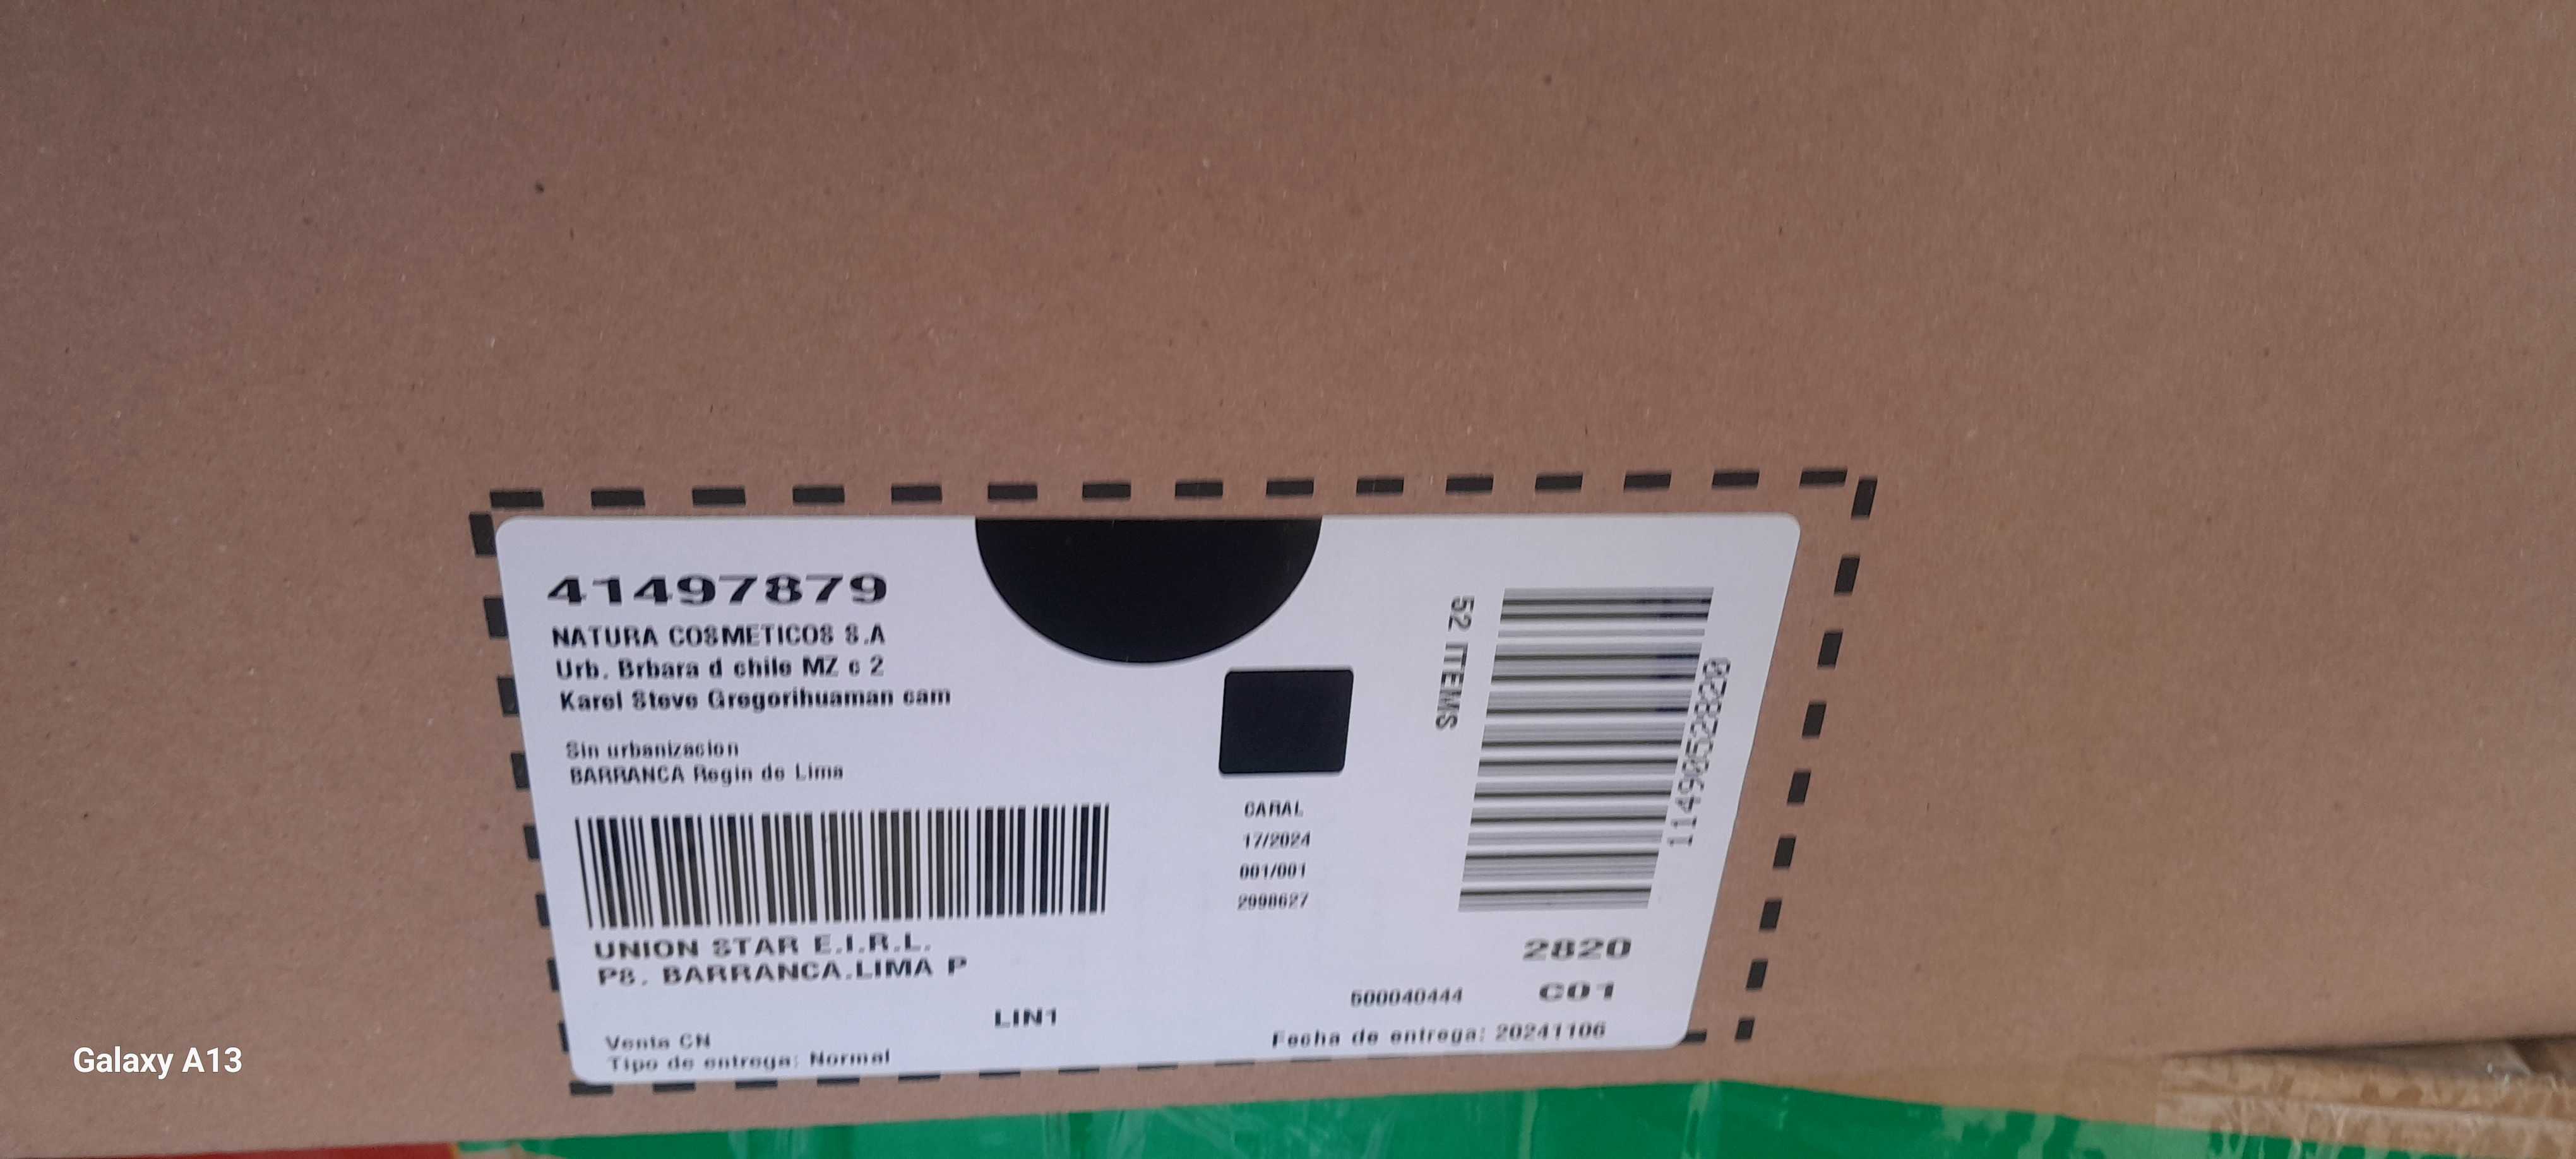 41497879
NATURA COSMETICOS S.A
Urb. Brbara d chile MZ c 2
Karel Steve Gregorihuaman cam
Sin urbanizacion
BARRANCA Regin de Lima
UNION STAR E.I.R.L.
P8. BARRANCA.LIMA P
LIN1
Venta CN
Tipo de entrega: Normal
CARAL
17/2024
001/001
2998627
52 ITEMS
1149052820
2820
C01
500040444
Fecha de entrega: 20241106
Galaxy A13